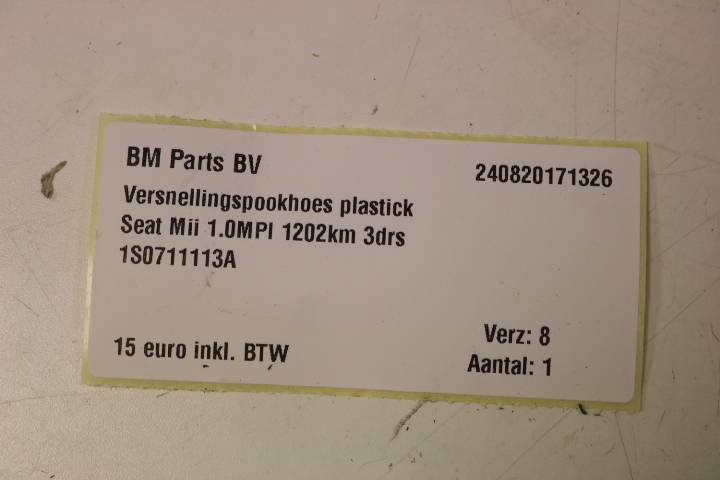 BM Parts BV 240820171326
Versnellingspookhoes plastick
Seat Mii 1.0MPI 1202km 3drs
1S0711113A
Verz: 8
15 euro inkl. BTW Aantal: 1